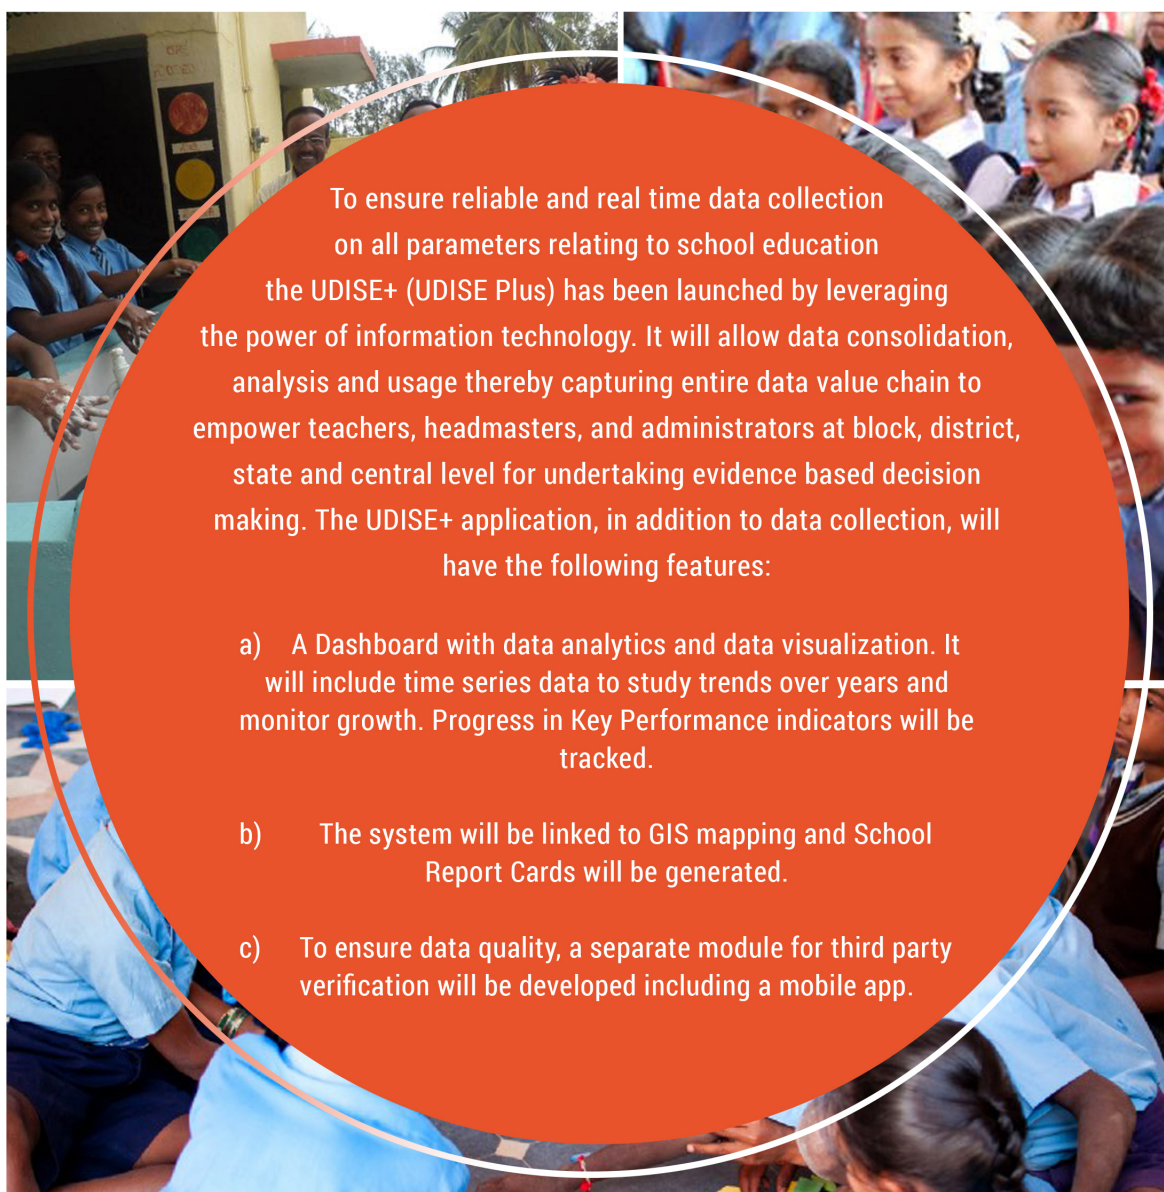 To ensure reliable and real time data collection
on all parameters relating to school education
the UDISE+ (UDISE Plus) has been launched by leveraging
the power of information technology. It will allow data consolidation,
analysis and usage thereby capturing entire data value chain to
empower teachers, headmasters, and administrators at block, district,
state and central level for undertaking evidence based decision
making. The UDISE+ application, in addition to data collection, will
have the following features:
a) A Dashboard with data analytics and data visualization. It
will include time series data to study trends over years and
monitor growth. Progress in Key Performance indicators will be
tracked.
b) The system will be linked to GIS mapping and School
Report Cards will be generated.
c) To ensure data quality, a separate module for third party
verification will be developed including a mobile app.